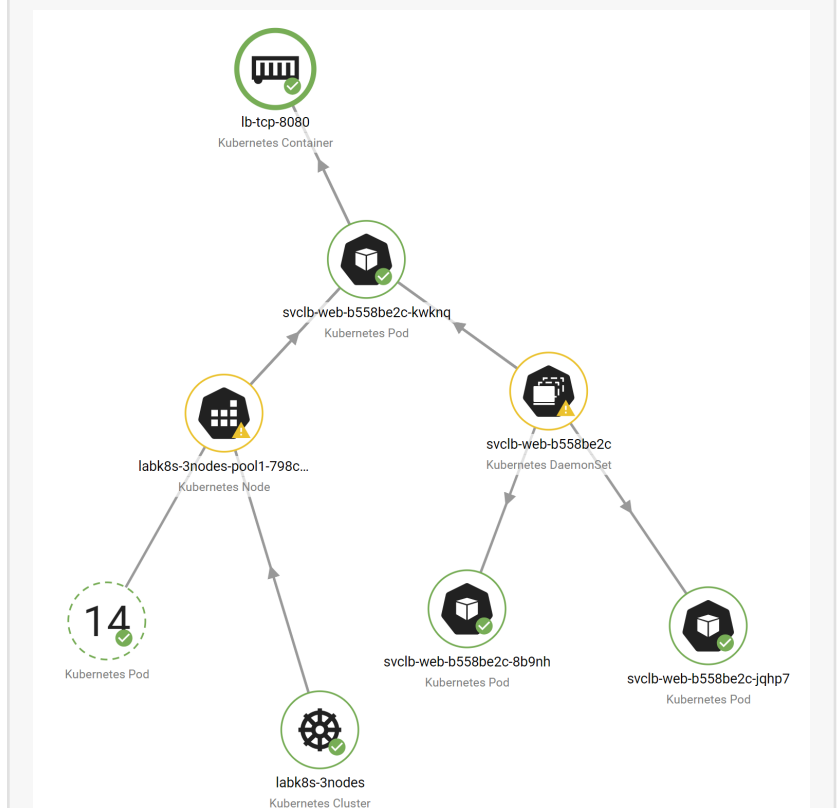 lb-tcp-8080
Kubernetes Container
svclb-web-b558be2c-kwknq
Kubernetes Pod
svclb-web-b558be2c
Kubernetes DaemonSet
labk8s-3nodes-pool1-798c...
Kubernetes Node
14
Kubernetes Pod
svclb-web-b558be2c-8b9nh
Kubernetes Pod
svclb-web-b558be2c-jqhp7
Kubernetes Pod
labk8s-3nodes
Kubernetes Cluster